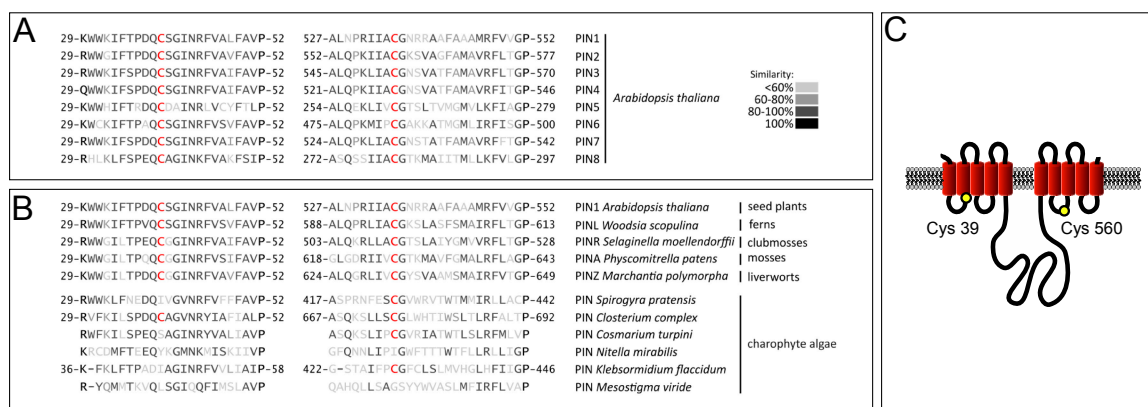 A
29-KWWKIFTPDQCSGINRFVALFAVP-52 527-ALNPRIIACGNRRAAFAAAMRFVVGP-552 PIN1
29-RWWGIFTPDQCSGINRFVAVFAVP-52 552-ALQPKIIACGKSVAGFAMAVRFLTGP-577 PIN2
29-RWWKIFSPDQCSGINRFVAIFAVP-52 545-ALQPKLIACGNSVATFAMAVRFLTGP-570 PIN3
29-QWWKIFSPDQCSGINRFVAIFAVP-52 521-ALQPKIIACGNSVATFAMAVRFITGP-546 PIN4
29-KWWHIFTRDQCDAINRLVCYFTLP-52 254-ALQEKLIVCGTSLTVMGMVLKFIAGP-279 PIN5
29-KWCKIFTPAQCSGINRFVSVFAVP-52 475-ALQPKMIPCGAKKATMGMLIRFISGP-500 PIN6
29-RWWKIFSPDQCSGINRFVAIFAVP-52 524-ALQPKIIACGNSTATFAMAVRFFTGP-542 PIN7
29-RHLKLFSPEQCAGINKFVAKFSIP-52 272-ASQSSIIACGTKMAIITMLLKFVLGP-297 PIN8
Arabidopsis thaliana
Similarity:
<60%
60-80%
80-100%
100%
B
29-KWWKIFTPDQCSGINRFVALFAVP-52 527-ALNPRIIACGNRRAAFAAAMRFVVGP-552 PIN1 Arabidopsis thaliana seed plants
29-RWWKIFTPVQCSGINRFVAIFAVP-52 588-ALQPKIIACGKSLASFSMAIRFLTGP-613 PINL Woodsia scopulina ferns
29-RWWGILTPEQCGGINRFVAIFAVP-52 503-ALQKRLLACGTSLAIYGMVVRFLTGP-528 PINR Selaginella moellendorffii clubmosses
29-KWWGILTPQQCGGINRFVSIFAVP-52 618-GLGDRIIVCGTKMAVFGMALRFLAGP-643 PINA Physcomitrella patens mosses
29-RWWKILTPDQCGGINRFVSVFAVP-52 624-ALQGRLIVCGYSVAAMSMAIRFVTGP-649 PINZ Marchantia polymorpha liverworts
29-RWWKLFNEDQIVGVNRFVFFFAVP-52 417-ASPRNFESCGVWRVTWTMMIRLLACP-442 PIN Spirogyra pratensis
29-RVFKILSPDQCAGVNRYIAFIALP-52 667-ASQKSLLSCGLWHTIWSLTLRFALTP-692 PIN Closterium complex
RWFKILSPEQSAGINRYVALIAVP ASQKSLIPCGVRIATWTLSLRFMLVP PIN Cosmarium turpini
KRCDMFTEEQYKGMNKMISKIIVP GFQNNLIPIGWFTTTWTFLLRLLIGP PIN Nitella mirabilis
36-K-FKLFTPADIAGINRFVAIIAIP-58 422-G-STAIFPCGFCLSLMVHGLHFIIGP-446 PIN Klebsormidium flaccidum
R-YQMMTKVQLSGIQQFIMSLAVP QAHQLLSAGSYYWVASLMFIRFLVAP PIN Mesostigma viride
charophyte algae
C
Cys 39 Cys 560